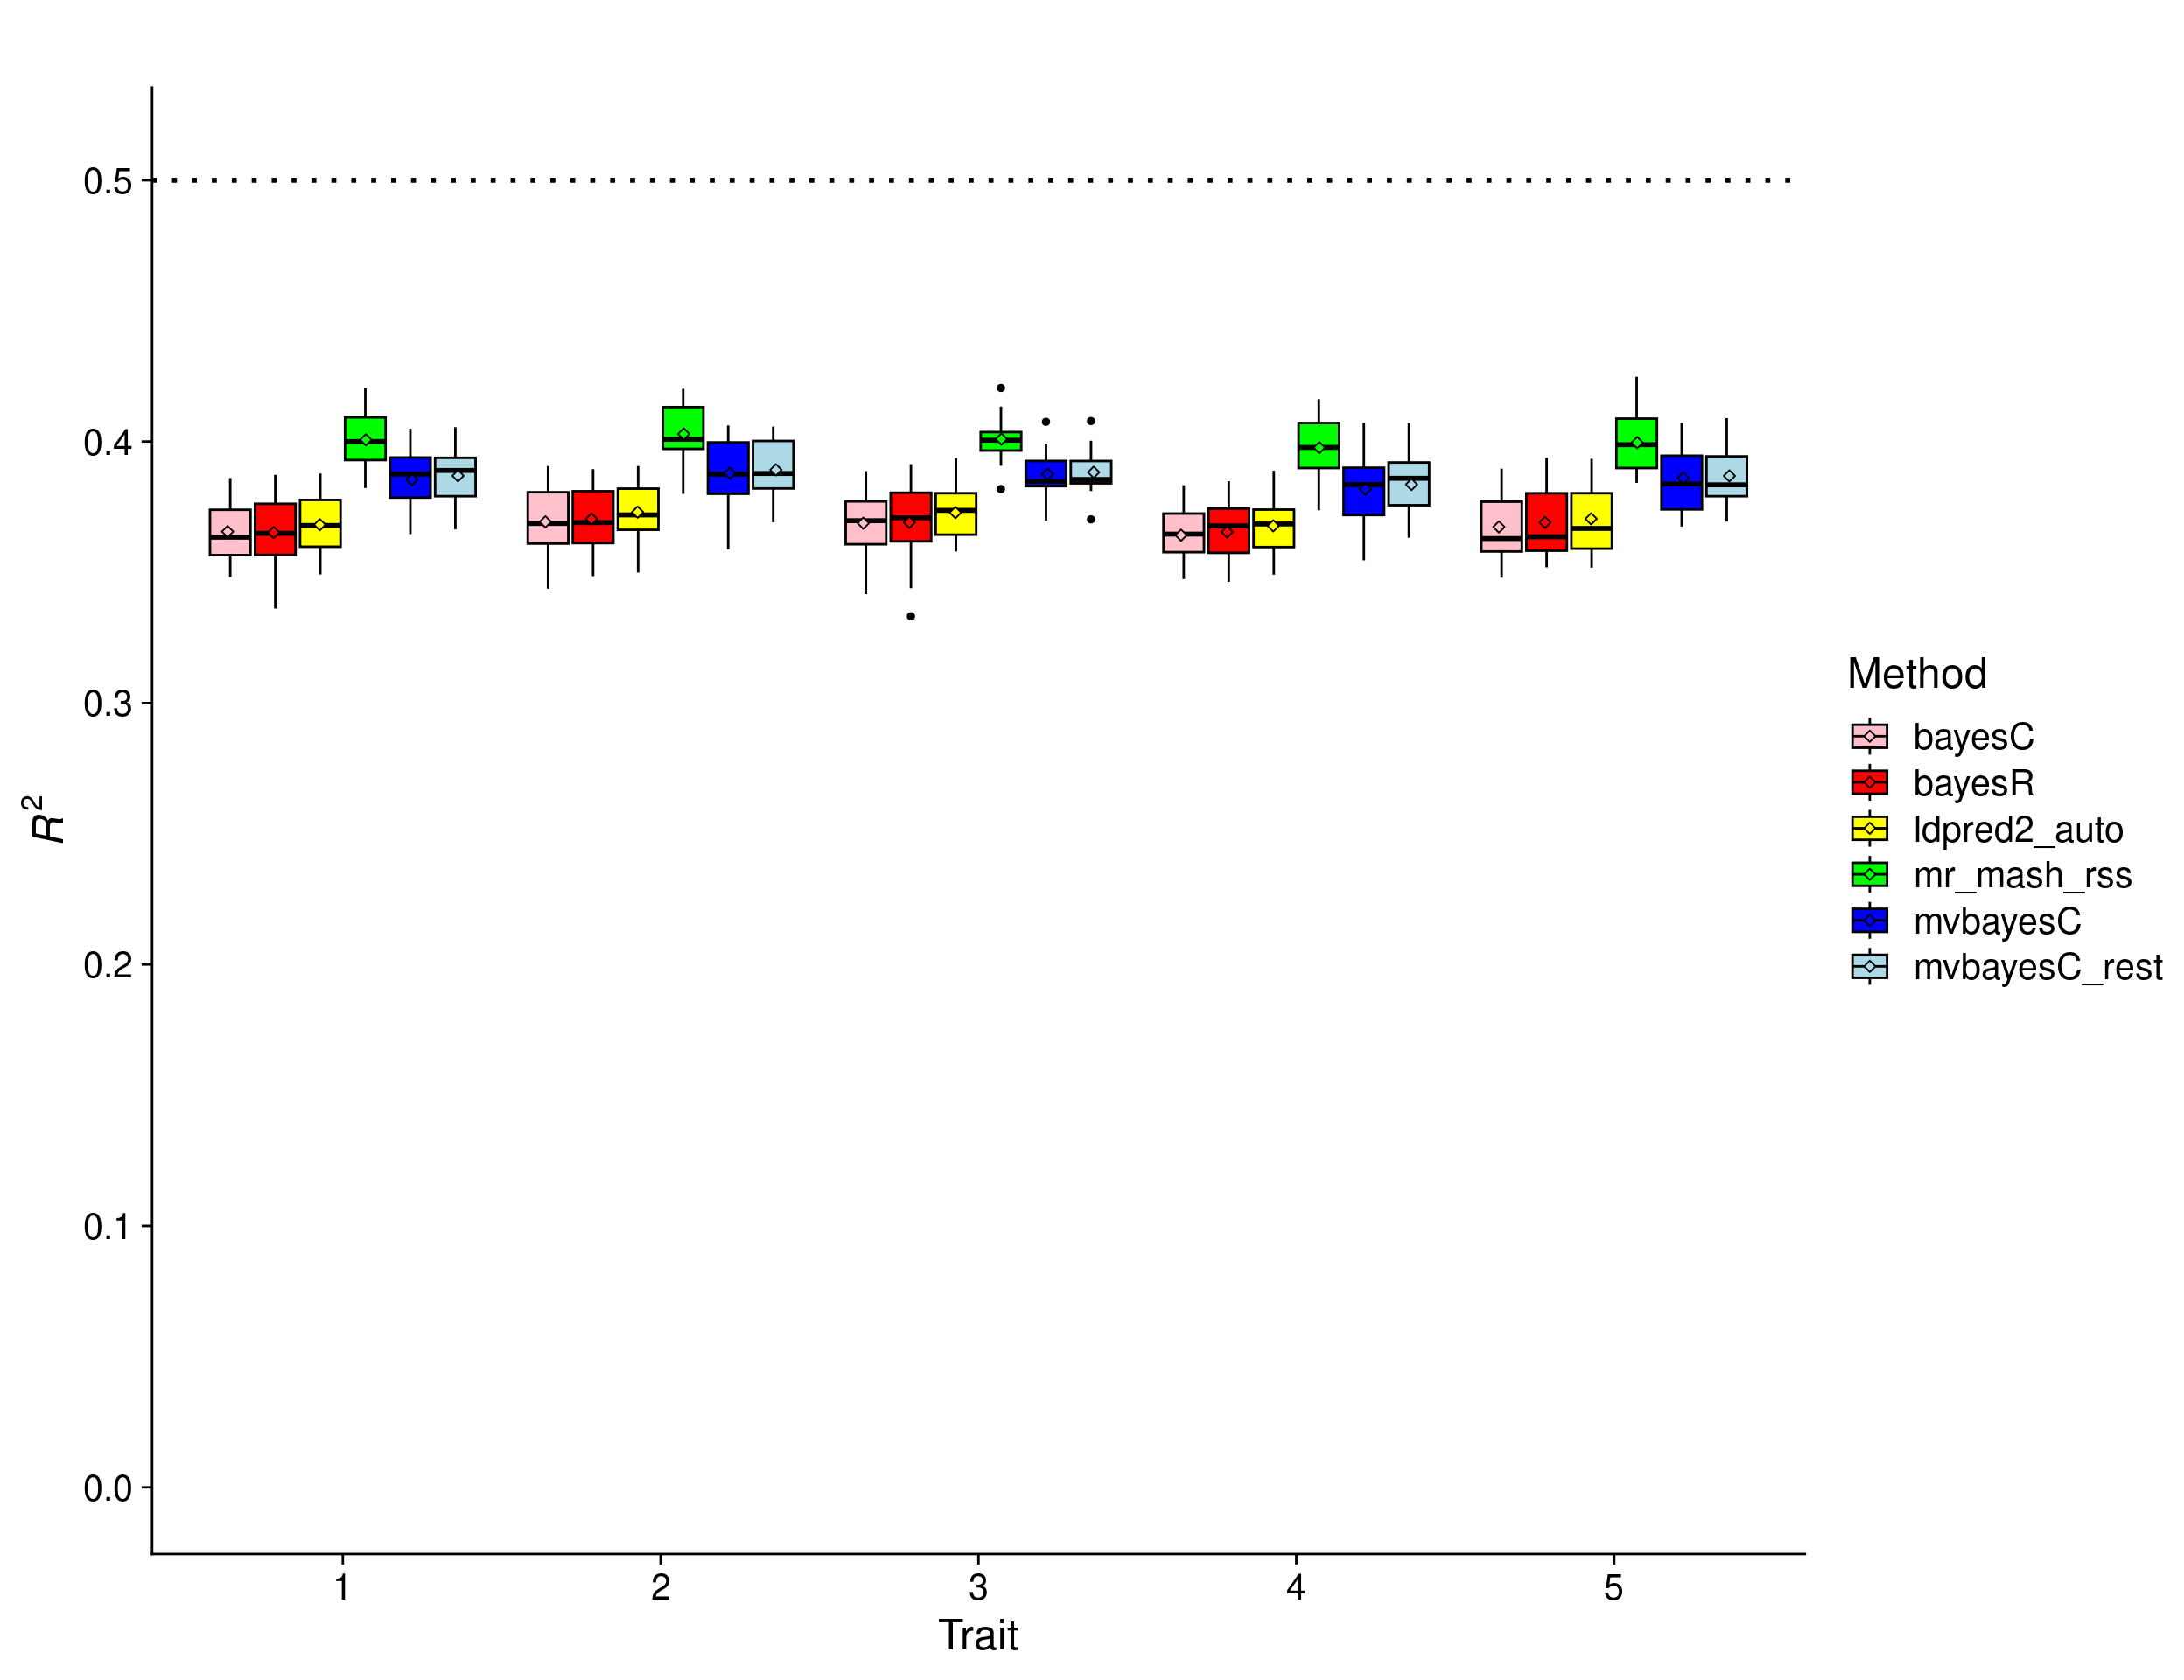 0.5
0.4
0.3
0.2
0.1
0.0
R²
1 2 3 4 5
Trait
Method
bayesC
bayesR
ldpred2_auto
mr_mash_rss
mvbayesC
mvbayesC_rest